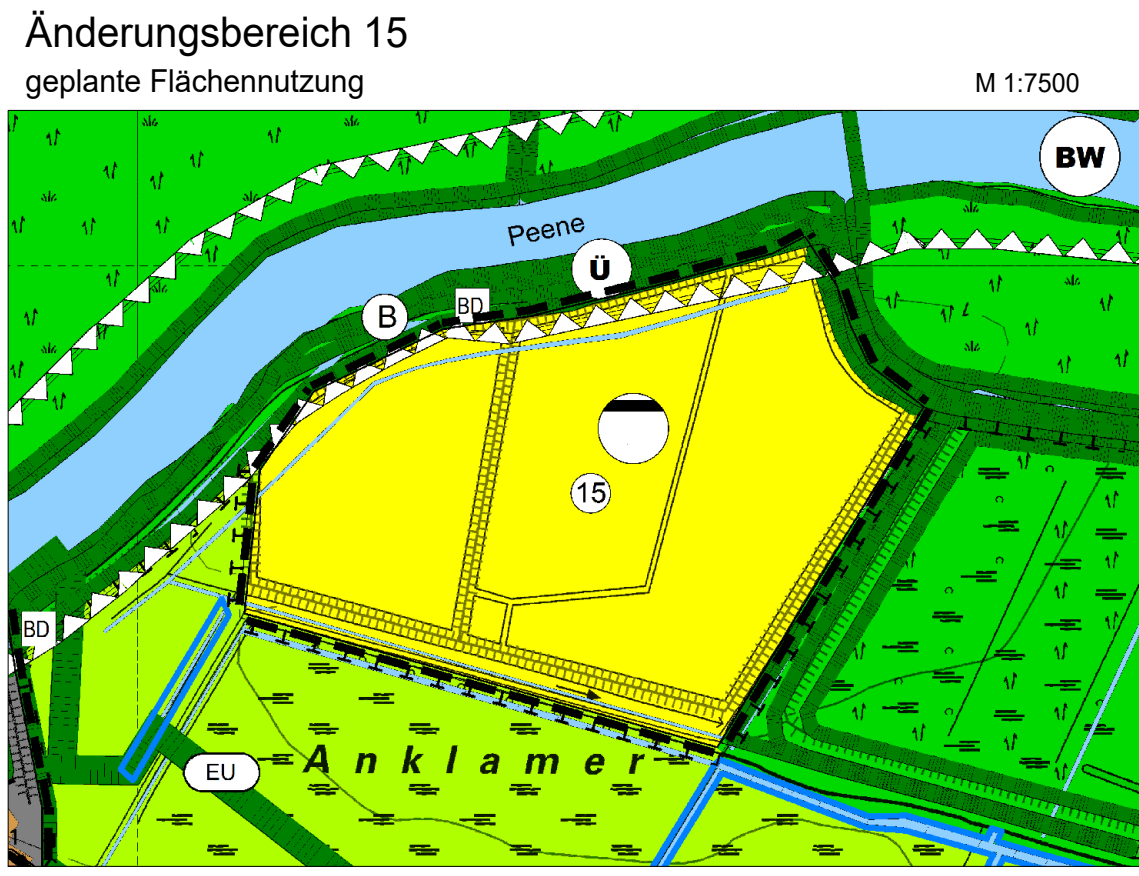 Änderungsbereich 15
geplante Flächennutzung
M 1:7500
BW
Peene
Ü
BD
B
15
BD
EU
Anklamer